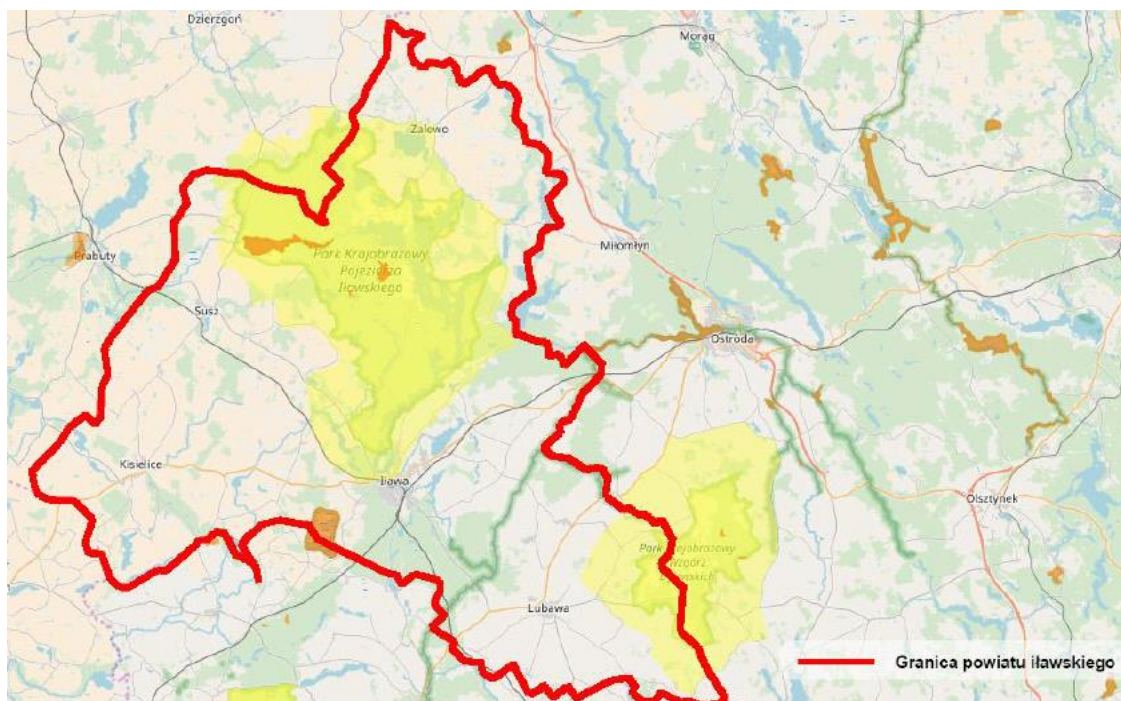 Dzierzgoń
Morąg
Zalewo
Prabuty
Miłomłyn
Park Krajobrazowy
Pojezierza
Iławskiego
Susz
Ostróda
Kisielice
Iława
Olsztynek
Park Krajobrazowy
Wzgórz
Lubawa
Granica powiatu iławskiego